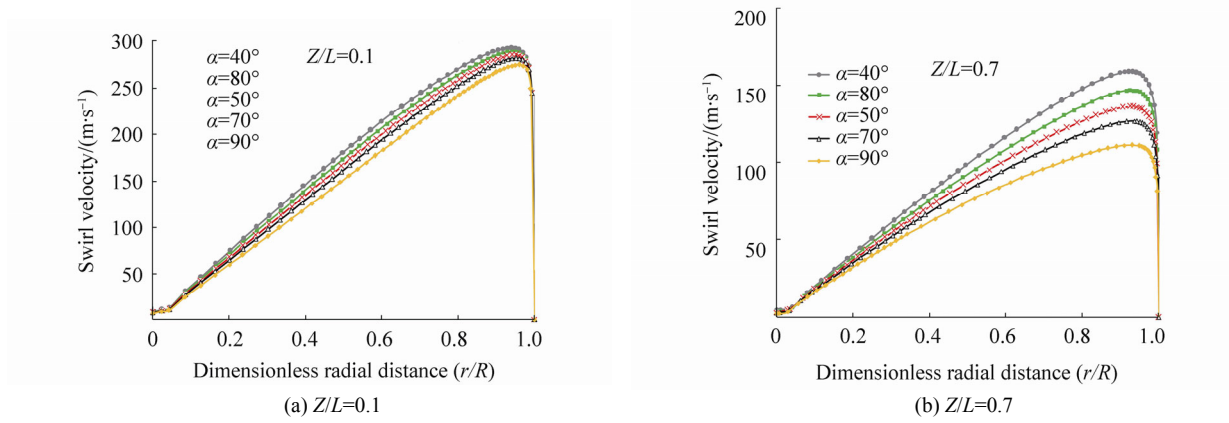 300
250
200
150
100
50
0
0.2
0.4
0.6
0.8
1.0
α=40°
α=80°
α=50°
α=70°
α=90°
Z/L=0.1
Swirl velocity/(m·s⁻¹)
Dimensionless radial distance (r/R)
(a) Z/L=0.1
200
150
100
50
0
0.2
0.4
0.6
0.8
1.0
α=40°
α=80°
α=50°
α=70°
α=90°
Z/L=0.7
Swirl velocity/(m·s⁻¹)
Dimensionless radial distance (r/R)
(b) Z/L=0.7